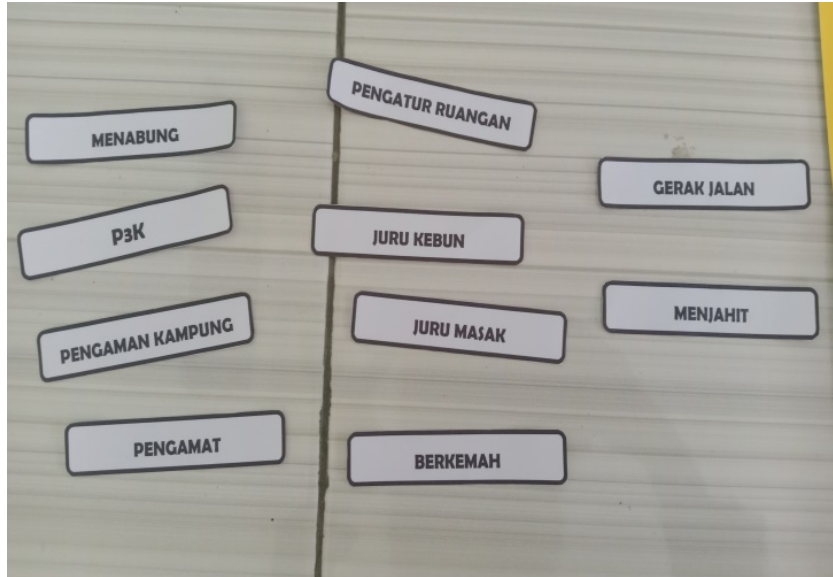 MENABUNG
P3K
PENGAMAN KAMPUNG
PENGAMAT
PENGATUR RUANGAN
JURU KEBUN
JURU MASAK
BERKEMAH
GERAK JALAN
MENJAHIT